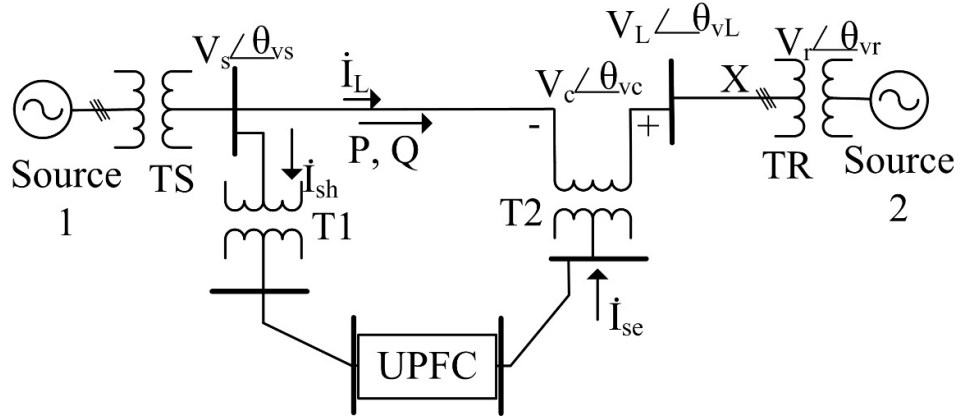 V_s∠θ_vs
İ_L
P, Q
V_c∠θ_vc
-
+
V_L∠θ_vL
X
V_r∠θ_vr
Source
1
TS
İ_sh
T1
T2
TR
Source
2
İ_se
UPFC